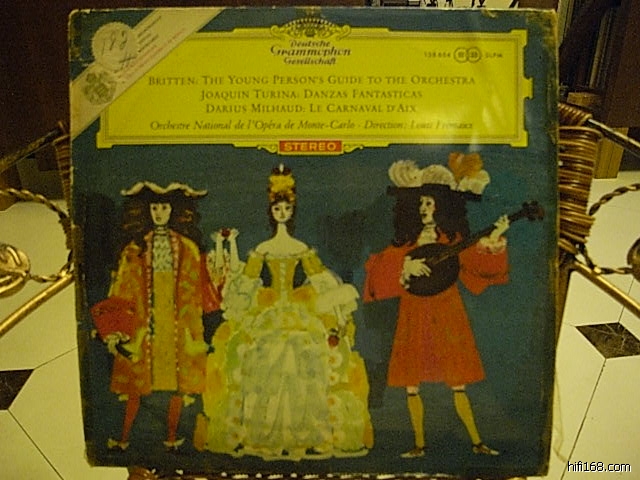 Deutsche
Grammophon
Gesellschaft
138 604
SLPM
BRITTEN: THE YOUNG PERSON'S GUIDE TO THE ORCHESTRA
JOAQUIN TURINA: DANZAS FANTASTICAS
DARIUS MILHAUD: LE CARNAVAL D'AIX
Orchestre National de l'Opéra de Monte-Carlo · Direction: Louis Frémaux
STEREO
hifi168.com